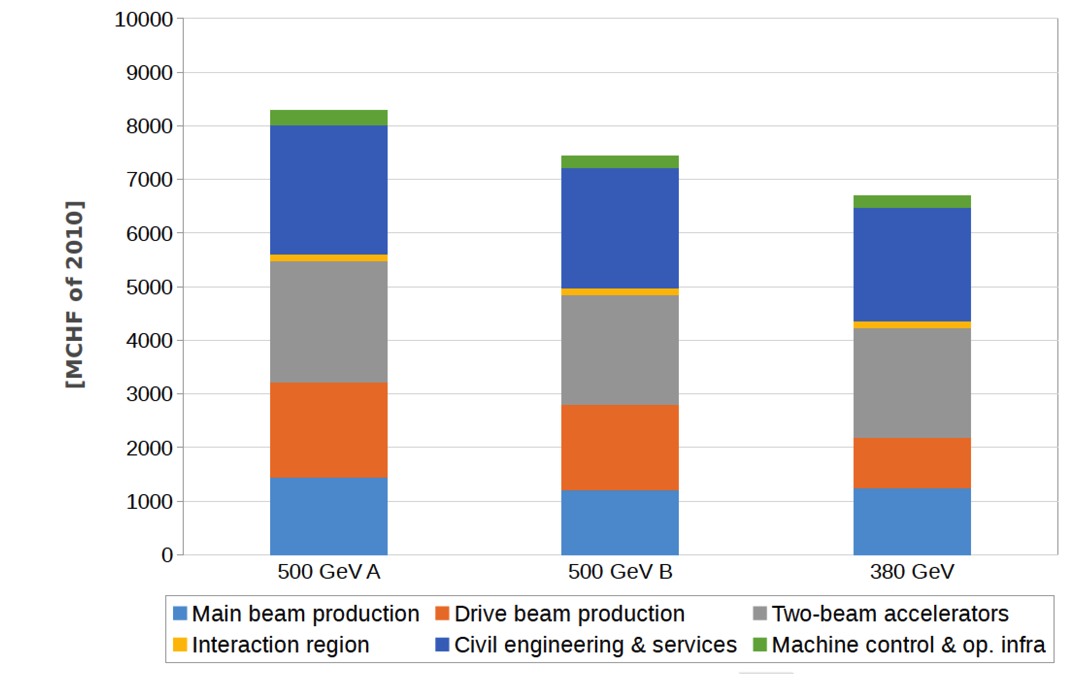 10000
9000
8000
7000
6000
5000
4000
3000
2000
1000
0
[MCHF of 2010]
500 GeV A 500 GeV B 380 GeV
Main beam production Drive beam production Two-beam accelerators
Interaction region Civil engineering & services Machine control & op. infra